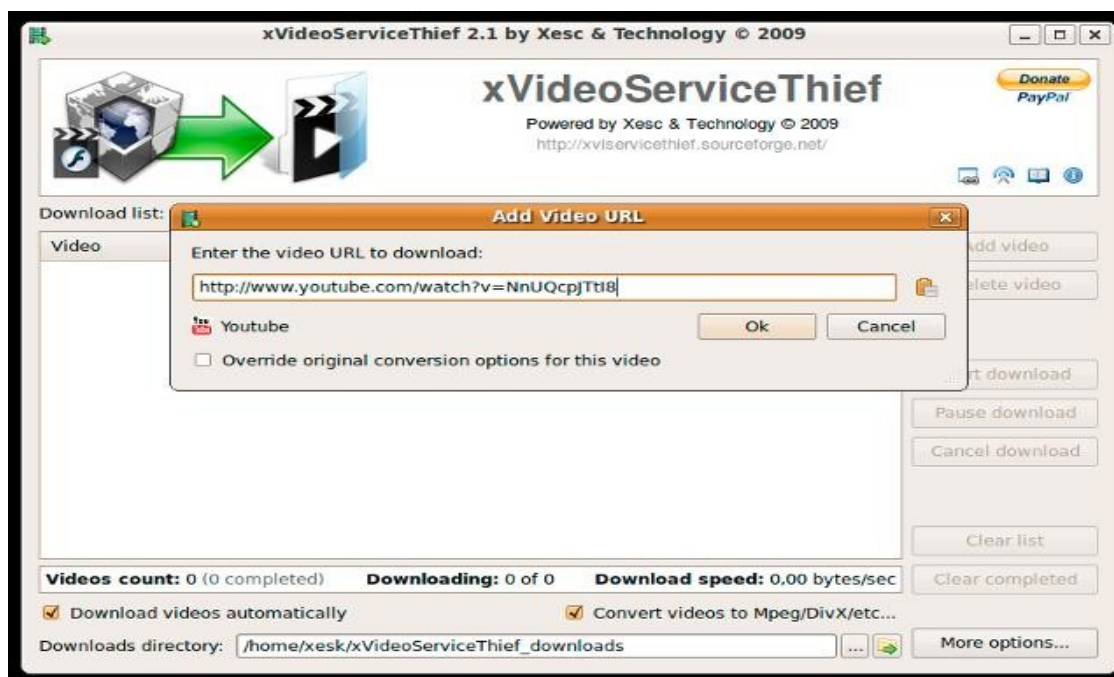 xVideoServiceThief 2.1 by Xesc & Technology © 2009
xVideoServiceThief
Powered by Xesc & Technology © 2009
http://xviservicethief.sourceforge.net/
Donate
PayPal
Download list:
Video
Add Video URL
Enter the video URL to download:
http://www.youtube.com/watch?v=NnUQcpJTtI8
Youtube
Ok
Cancel
Override original conversion options for this video
dd video
lete video
rt download
Pause download
Cancel download
Clear list
Clear completed
Videos count: 0 (0 completed) Downloading: 0 of 0 Download speed: 0,00 bytes/sec
Download videos automatically
Convert videos to Mpeg/DivX/etc...
Downloads directory: /home/xesk/xVideoServiceThief_downloads
...
More options...